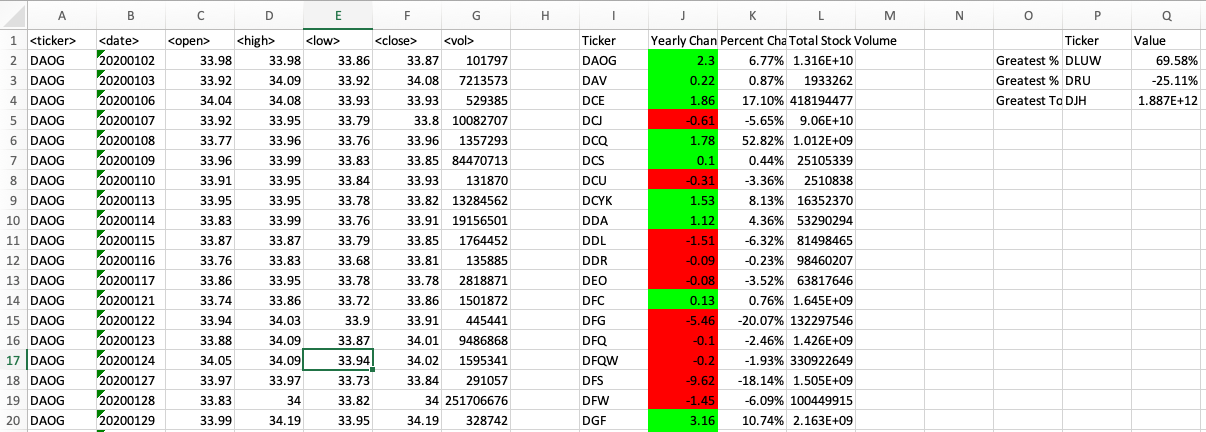 A B C D E F G H I J K L M N O P Q
1 <ticker> <date> <open> <high> <low> <close> <vol> Ticker Yearly Chan Percent Cha Total Stock Volume Ticker Value
2 DAOG 20200102 33.98 33.98 33.86 33.87 101797 DAOG 2.3 6.77% 1.316E+10 Greatest % DLUW 69.58%
3 DAOG 20200103 33.92 34.09 33.92 34.08 7213573 DAV 0.22 0.87% 1933262 Greatest % DRU -25.11%
4 DAOG 20200106 34.04 34.08 33.93 33.93 529385 DCE 1.86 17.10% 418194477 Greatest To DJH 1.887E+12
5 DAOG 20200107 33.92 33.95 33.79 33.8 10082707 DCJ -0.61 -5.65% 9.06E+10
6 DAOG 20200108 33.77 33.96 33.76 33.96 1357293 DCQ 1.78 52.82% 1.012E+09
7 DAOG 20200109 33.96 33.99 33.83 33.85 84470713 DCS 0.1 0.44% 25105339
8 DAOG 20200110 33.91 33.95 33.84 33.93 131870 DCU -0.31 -3.36% 2510838
9 DAOG 20200113 33.95 33.95 33.78 33.82 13284562 DCYK 1.53 8.13% 16352370
10 DAOG 20200114 33.83 33.99 33.76 33.91 19156501 DDA 1.12 4.36% 53290294
11 DAOG 20200115 33.87 33.87 33.79 33.85 1764452 DDL -1.51 -6.32% 81498465
12 DAOG 20200116 33.76 33.83 33.68 33.81 135885 DDR -0.09 -0.23% 98460207
13 DAOG 20200117 33.86 33.95 33.78 33.78 2818871 DEO -0.08 -3.52% 63817646
14 DAOG 20200121 33.74 33.86 33.72 33.86 1501872 DFC 0.13 0.76% 1.645E+09
15 DAOG 20200122 33.94 34.03 33.9 33.91 445441 DFG -5.46 -20.07% 132297546
16 DAOG 20200123 33.88 34.09 33.87 34.01 9486868 DFQ -0.1 -2.46% 1.426E+09
17 DAOG 20200124 34.05 34.09 33.94 34.02 1595341 DFQW -0.2 -1.93% 330922649
18 DAOG 20200127 33.97 33.97 33.73 33.84 291057 DFS -9.62 -18.14% 1.505E+09
19 DAOG 20200128 33.83 34 33.82 34 251706676 DFW -1.45 -6.09% 100449915
20 DAOG 20200129 33.99 34.19 33.95 34.19 328742 DGF 3.16 10.74% 2.163E+09